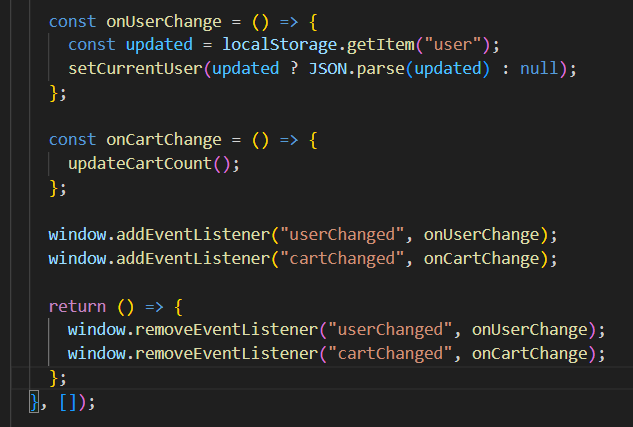 const onUserChange = () => {
const updated = localStorage.getItem("user");
setCurrentUser(updated ? JSON.parse(updated) : null);
};
const onCartChange = () => {
updateCartCount();
};
window.addEventListener("userChanged", onUserChange);
window.addEventListener("cartChanged", onCartChange);
return () => {
window.removeEventListener("userChanged", onUserChange);
window.removeEventListener("cartChanged", onCartChange);
};
}, []);